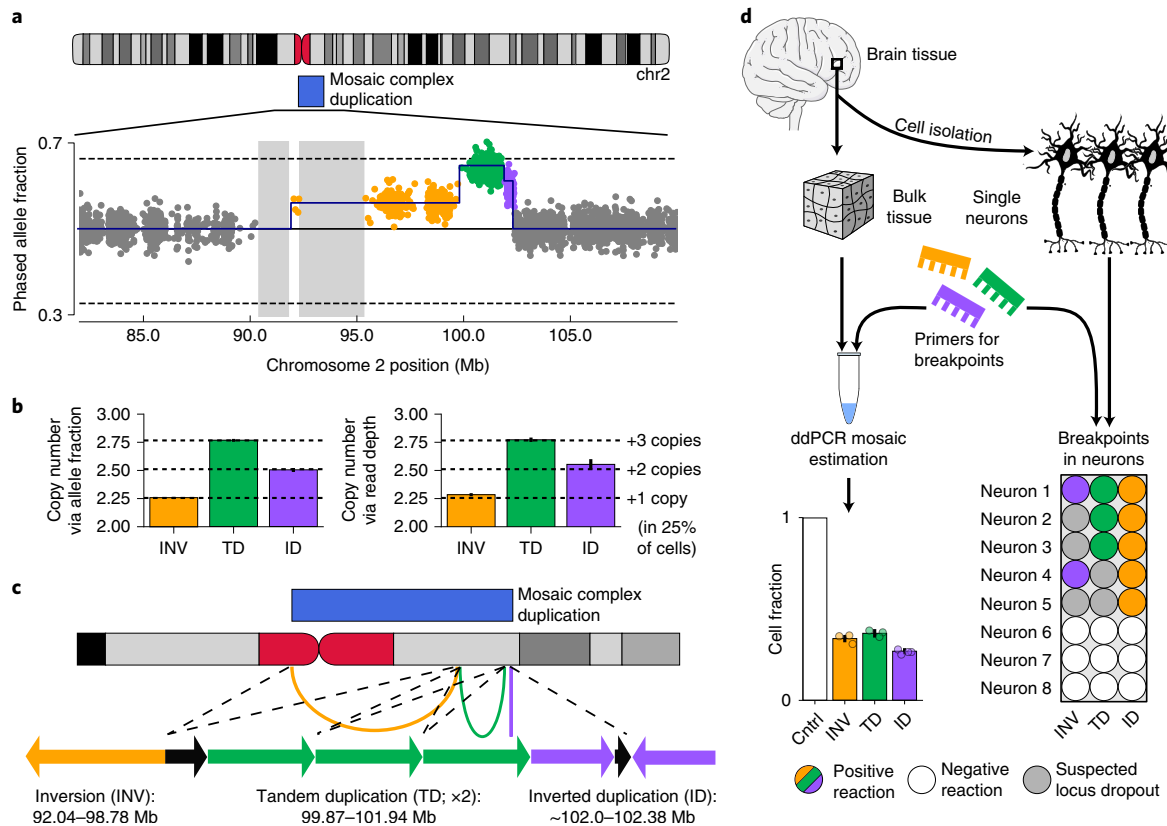 a
chr2
Mosaic complex
duplication
Phased allele fraction
0.7
0.3
85.0 90.0 95.0 100.0 105.0
Chromosome 2 position (Mb)
b
Copy number
via allele fraction
3.00
2.75
2.50
2.25
2.00
INV TD ID
Copy number
via read depth
3.00
2.75
2.50
2.25
2.00
INV TD ID
+3 copies
+2 copies
+1 copy
(in 25%
of cells)
c
Mosaic complex
duplication
Inversion (INV):
92.04–98.78 Mb
Tandem duplication (TD; ×2):
99.87–101.94 Mb
Inverted duplication (ID):
~102.0–102.38 Mb
d
Brain tissue
Cell isolation
Bulk
tissue
Single
neurons
Primers for
breakpoints
ddPCR mosaic
estimation
Cell fraction
1
0
Cntrl INV TD ID
Breakpoints
in neurons
Neuron 1
Neuron 2
Neuron 3
Neuron 4
Neuron 5
Neuron 6
Neuron 7
Neuron 8
INV TD ID
Positive
reaction
Negative
reaction
Suspected
locus dropout